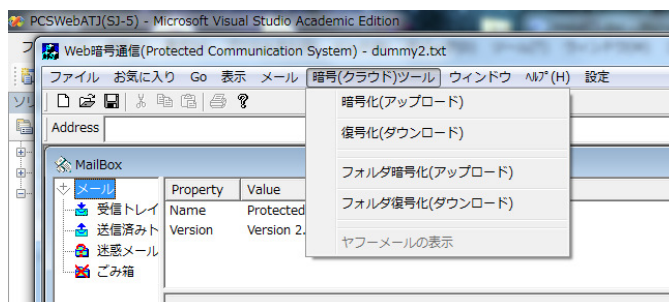 PCSWebATJ(SJ-5) - Microsoft Visual Studio Academic Edition
Web暗号通信(Protected Communication System) - dummy2.txt
ファイル お気に入り Go 表示 メール 暗号(クラウド)ツール ウィンドウ ﾍﾙﾌﾟ(H) 設定
暗号化(アップロード)
復号化(ダウンロード)
フォルダ暗号化(アップロード)
フォルダ復号化(ダウンロード)
ヤフーメールの表示
Address
MailBox
メール
受信トレイ
送信済みト
迷惑メール
ごみ箱
Property Value
Name Protected
Version Version 2.